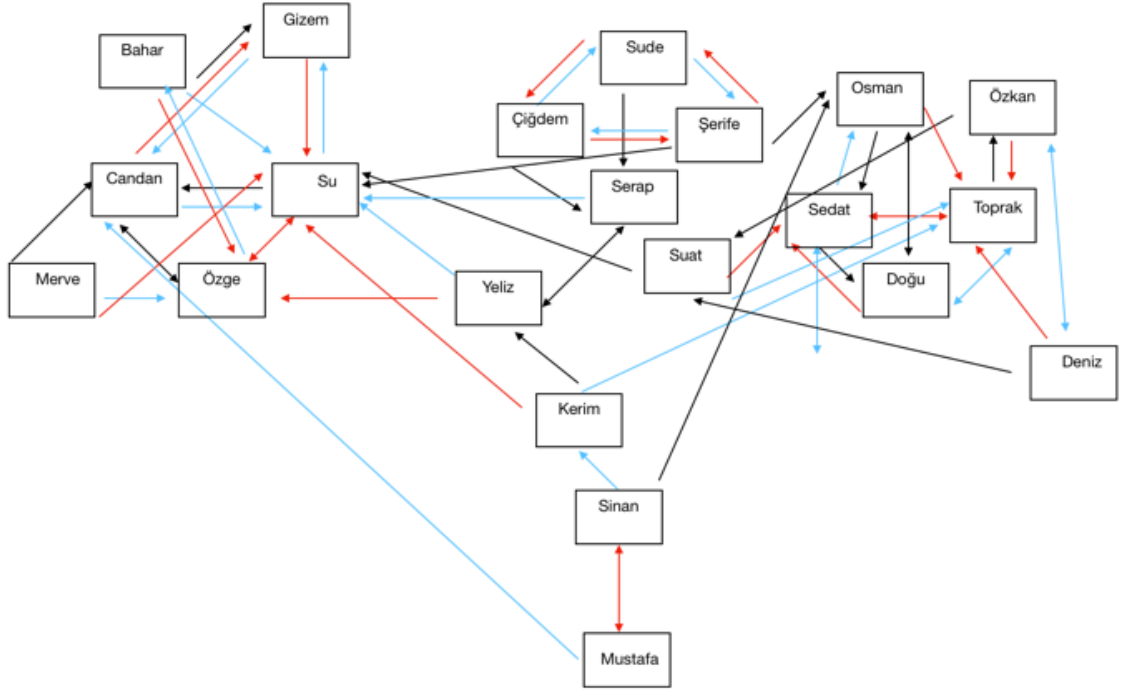 Gizem
Bahar
Sude
Osman
Özkan
Çiğdem
Şerife
Candan
Su
Serap
Sedat
Toprak
Suat
Merve
Özge
Yeliz
Doğu
Deniz
Kerim
Sinan
Mustafa